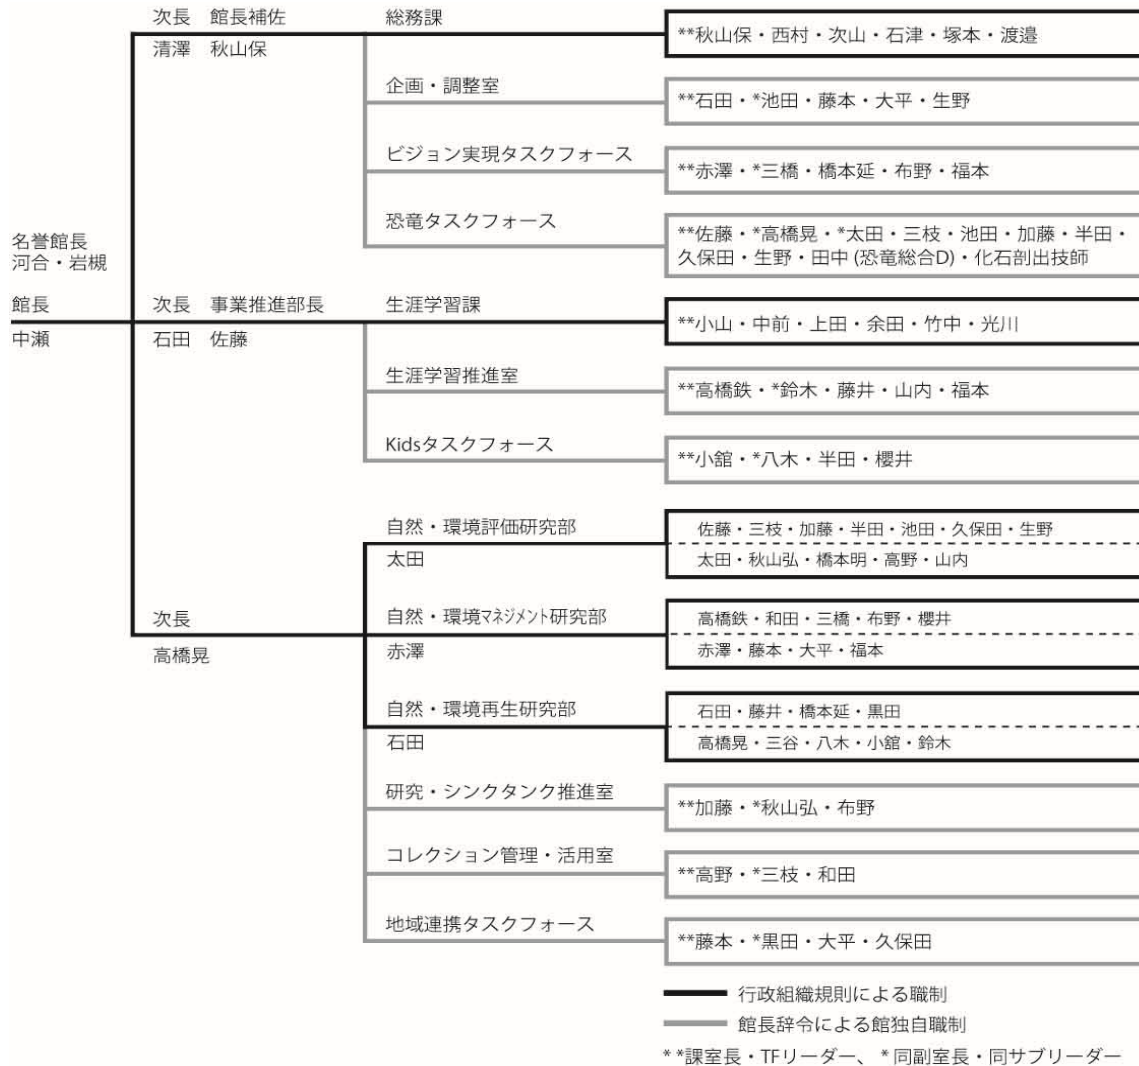 次長 館長補佐
清澤 秋山保
総務課
**秋山保・西村・次山・石津・塚本・渡邉
企画・調整室
**石田・*池田・藤本・大平・生野
ビジョン実現タスクフォース
**赤澤・*三橋・橋本延・布野・福本
恐竜タスクフォース
**佐藤・*高橋晃・*太田・三枝・池田・加藤・半田・
久保田・生野・田中 (恐竜総合D)・化石剖出技師
名誉館長
河合・岩槻
館長
中瀬
次長 事業推進部長
石田 佐藤
生涯学習課
**小山・中前・上田・余田・竹中・光川
生涯学習推進室
**高橋鉄・*鈴木・藤井・山内・福本
Kidsタスクフォース
**小舘・*八木・半田・櫻井
次長
高橋晃
自然・環境評価研究部
太田
佐藤・三枝・加藤・半田・池田・久保田・生野
太田・秋山弘・橋本明・高野・山内
自然・環境マネジメント研究部
赤澤
高橋鉄・和田・三橋・布野・櫻井
赤澤・藤本・大平・福本
自然・環境再生研究部
石田
石田・藤井・橋本延・黒田
高橋晃・三谷・八木・小舘・鈴木
研究・シンクタンク推進室
**加藤・*秋山弘・布野
コレクション管理・活用室
**高野・*三枝・和田
地域連携タスクフォース
**藤本・*黒田・大平・久保田
行政組織規則による職制
館長辞令による館独自職制
* *課室長・TFリーダー、 * 同副室長・同サブリーダー